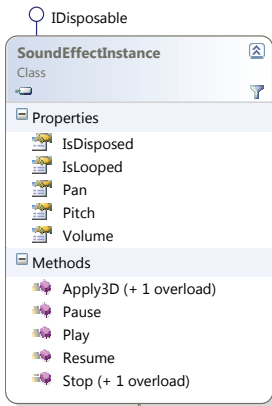 IDisposable
SoundEffectInstance
Class
Properties
IsDisposed
IsLooped
Pan
Pitch
Volume
Methods
Apply3D (+ 1 overload)
Pause
Play
Resume
Stop (+ 1 overload)